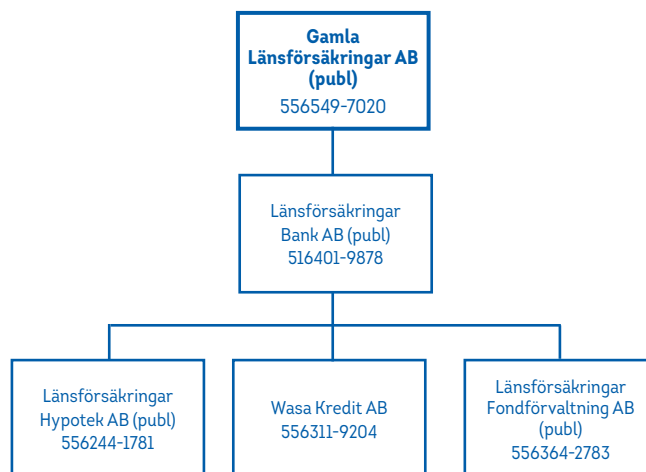 Gamla
Länsförsäkringar AB
(publ)
556549-7020
Länsförsäkringar
Bank AB (publ)
516401-9878
Länsförsäkringar
Hypotek AB (publ)
556244-1781
Wasa Kredit AB
556311-9204
Länsförsäkringar
Fondförvaltning AB
(publ)
556364-2783